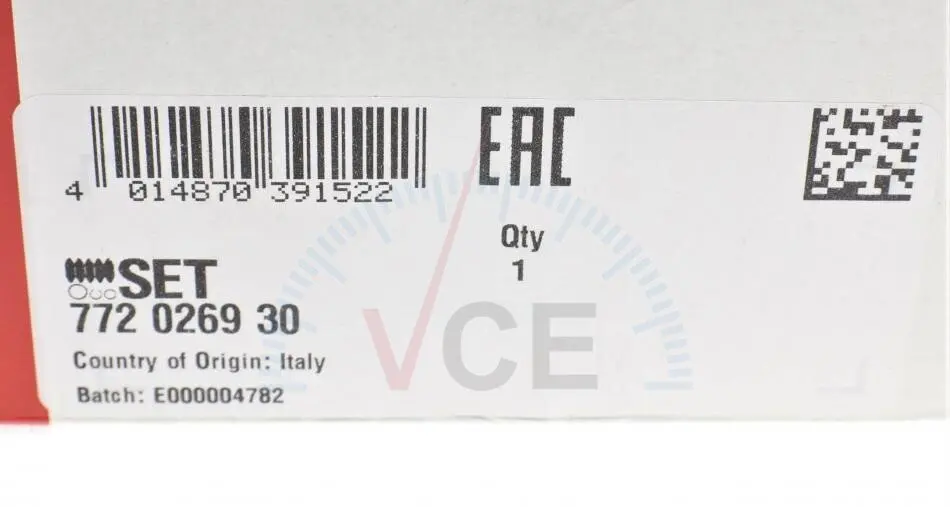 EAC
4 014870 391522
Qty
1
SET
772 0269 30
VCE
Country of Origin: Italy
Batch: E000004782